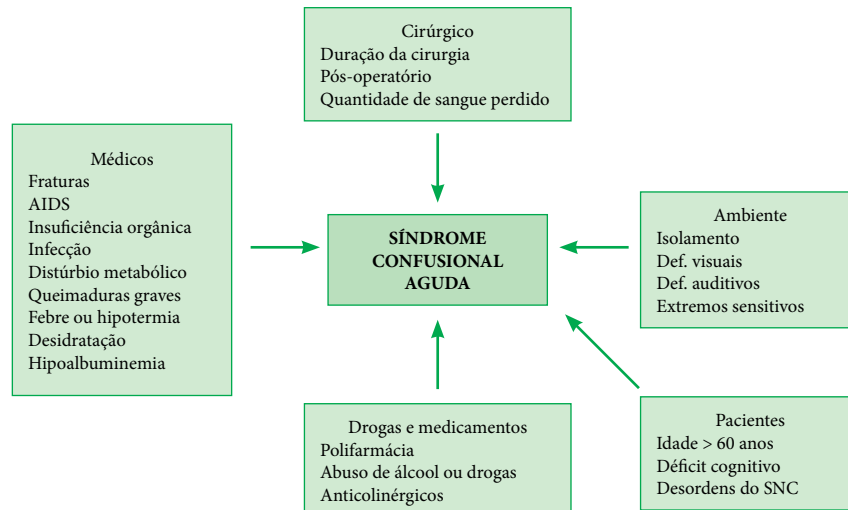 Cirúrgico
Duração da cirurgia
Pós-operatório
Quantidade de sangue perdido
Médicos
Fraturas
AIDS
Insuficiência orgânica
Infecção
Distúrbio metabólico
Queimaduras graves
Febre ou hipotermia
Desidratação
Hipoalbuminemia
SÍNDROME
CONFUSIONAL
AGUDA
Ambiente
Isolamento
Def. visuais
Def. auditivos
Extremos sensitivos
Drogas e medicamentos
Polifarmácia
Abuso de álcool ou drogas
Anticolinérgicos
Pacientes
Idade > 60 anos
Déficit cognitivo
Desordens do SNC